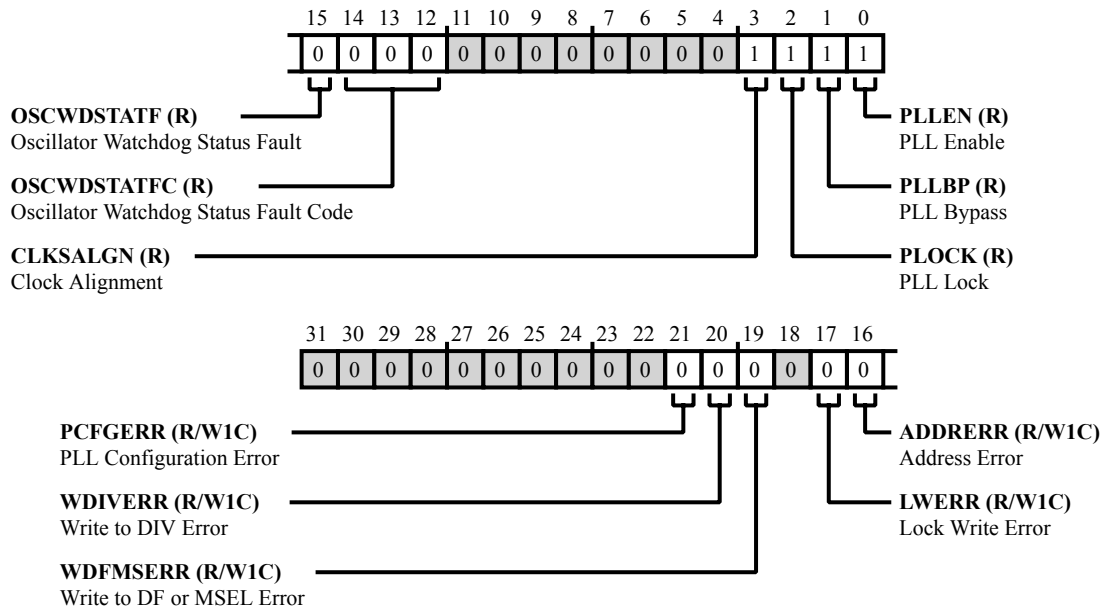 15 14 13 12 11 10 9 8 7 6 5 4 3 2 1 0
0 0 0 0 0 0 0 0 0 0 0 0 1 1 1 1
OSCWDSTATF (R)
Oscillator Watchdog Status Fault
OSCWDSTATFC (R)
Oscillator Watchdog Status Fault Code
CLKSALGN (R)
Clock Alignment
PLLEN (R)
PLL Enable
PLLBP (R)
PLL Bypass
PLOCK (R)
PLL Lock
31 30 29 28 27 26 25 24 23 22 21 20 19 18 17 16
0 0 0 0 0 0 0 0 0 0 0 0 0 0 0 0
PCFGERR (R/W1C)
PLL Configuration Error
WDIVERR (R/W1C)
Write to DIV Error
WDFMSERR (R/W1C)
Write to DF or MSEL Error
ADDRERR (R/W1C)
Address Error
LWERR (R/W1C)
Lock Write Error